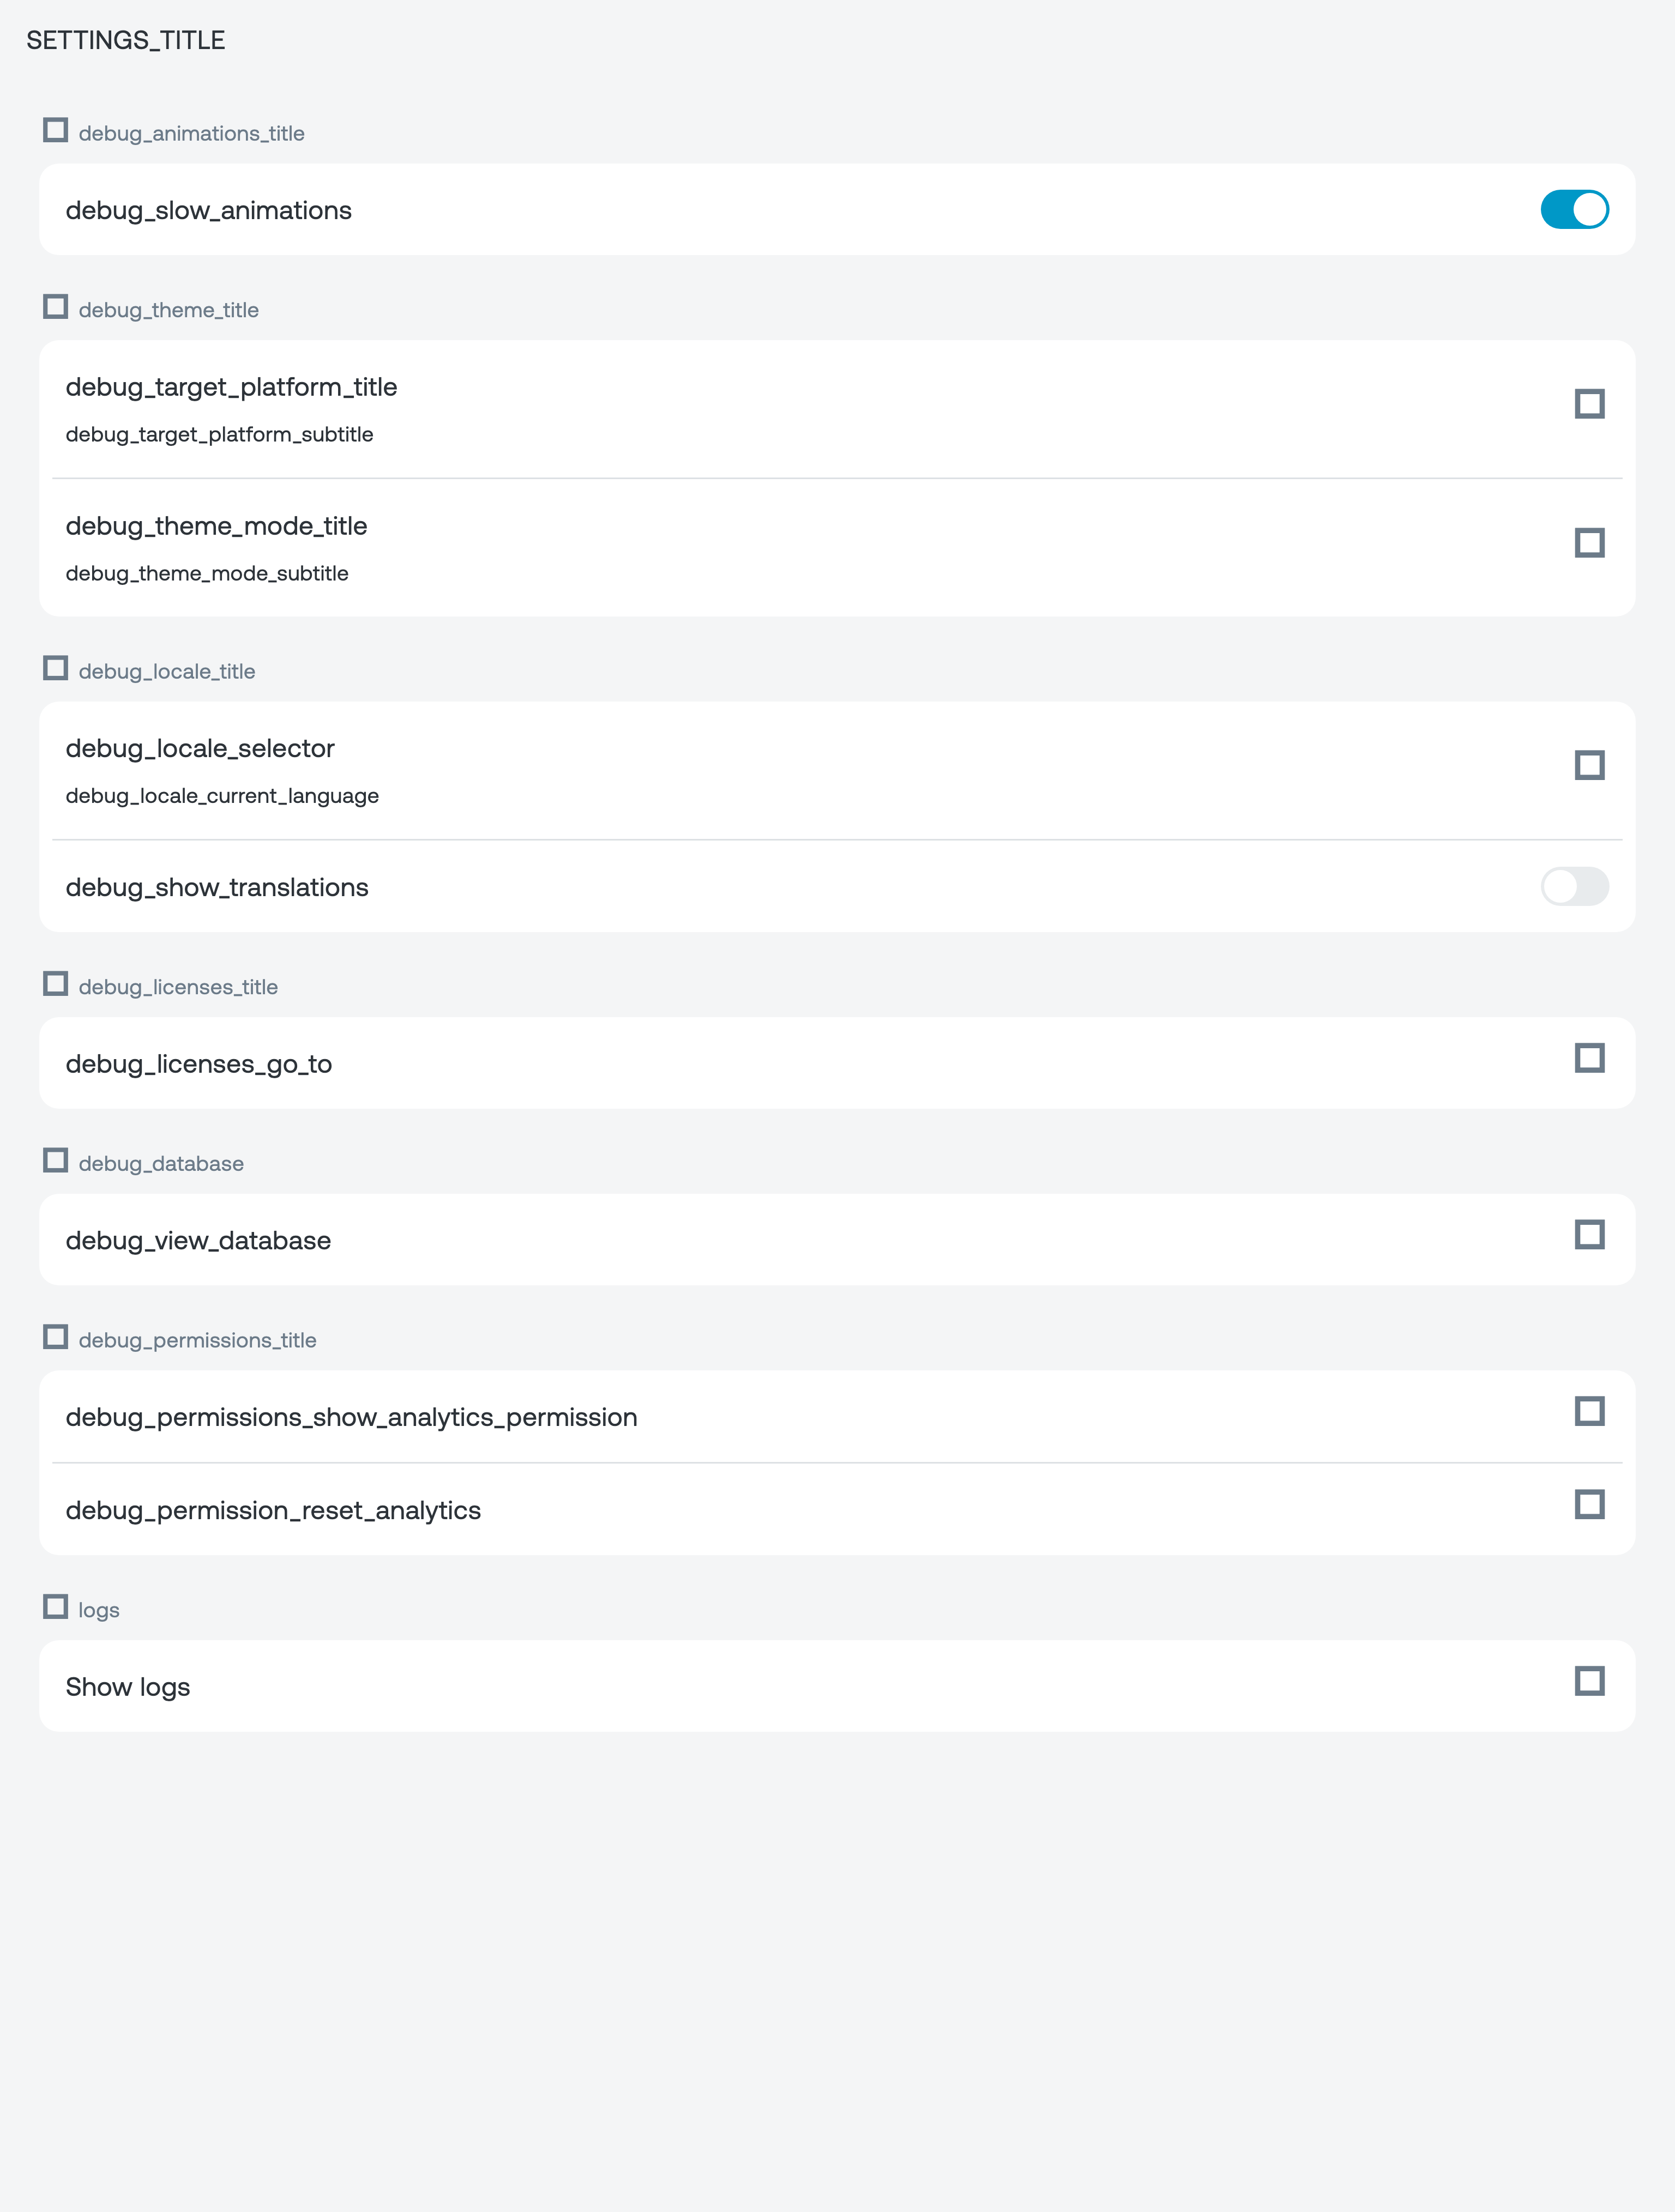 SETTINGS_TITLE
debug_animations_title
debug_slow_animations
debug_theme_title
debug_target_platform_title
debug_target_platform_subtitle
debug_theme_mode_title
debug_theme_mode_subtitle
debug_locale_title
debug_locale_selector
debug_locale_current_language
debug_show_translations
debug_licenses_title
debug_licenses_go_to
debug_database
debug_view_database
debug_permissions_title
debug_permissions_show_analytics_permission
debug_permission_reset_analytics
logs
Show logs